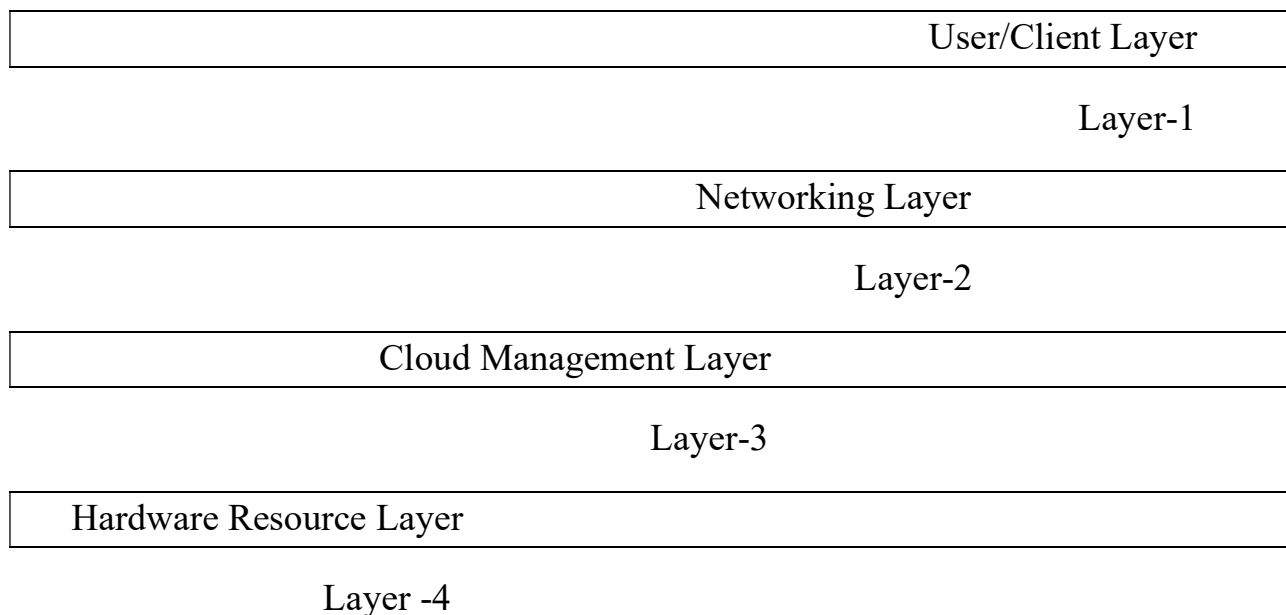 User/Client Layer
Layer-1
Networking Layer
Layer-2
Cloud Management Layer
Layer-3
Hardware Resource Layer
Layer -4